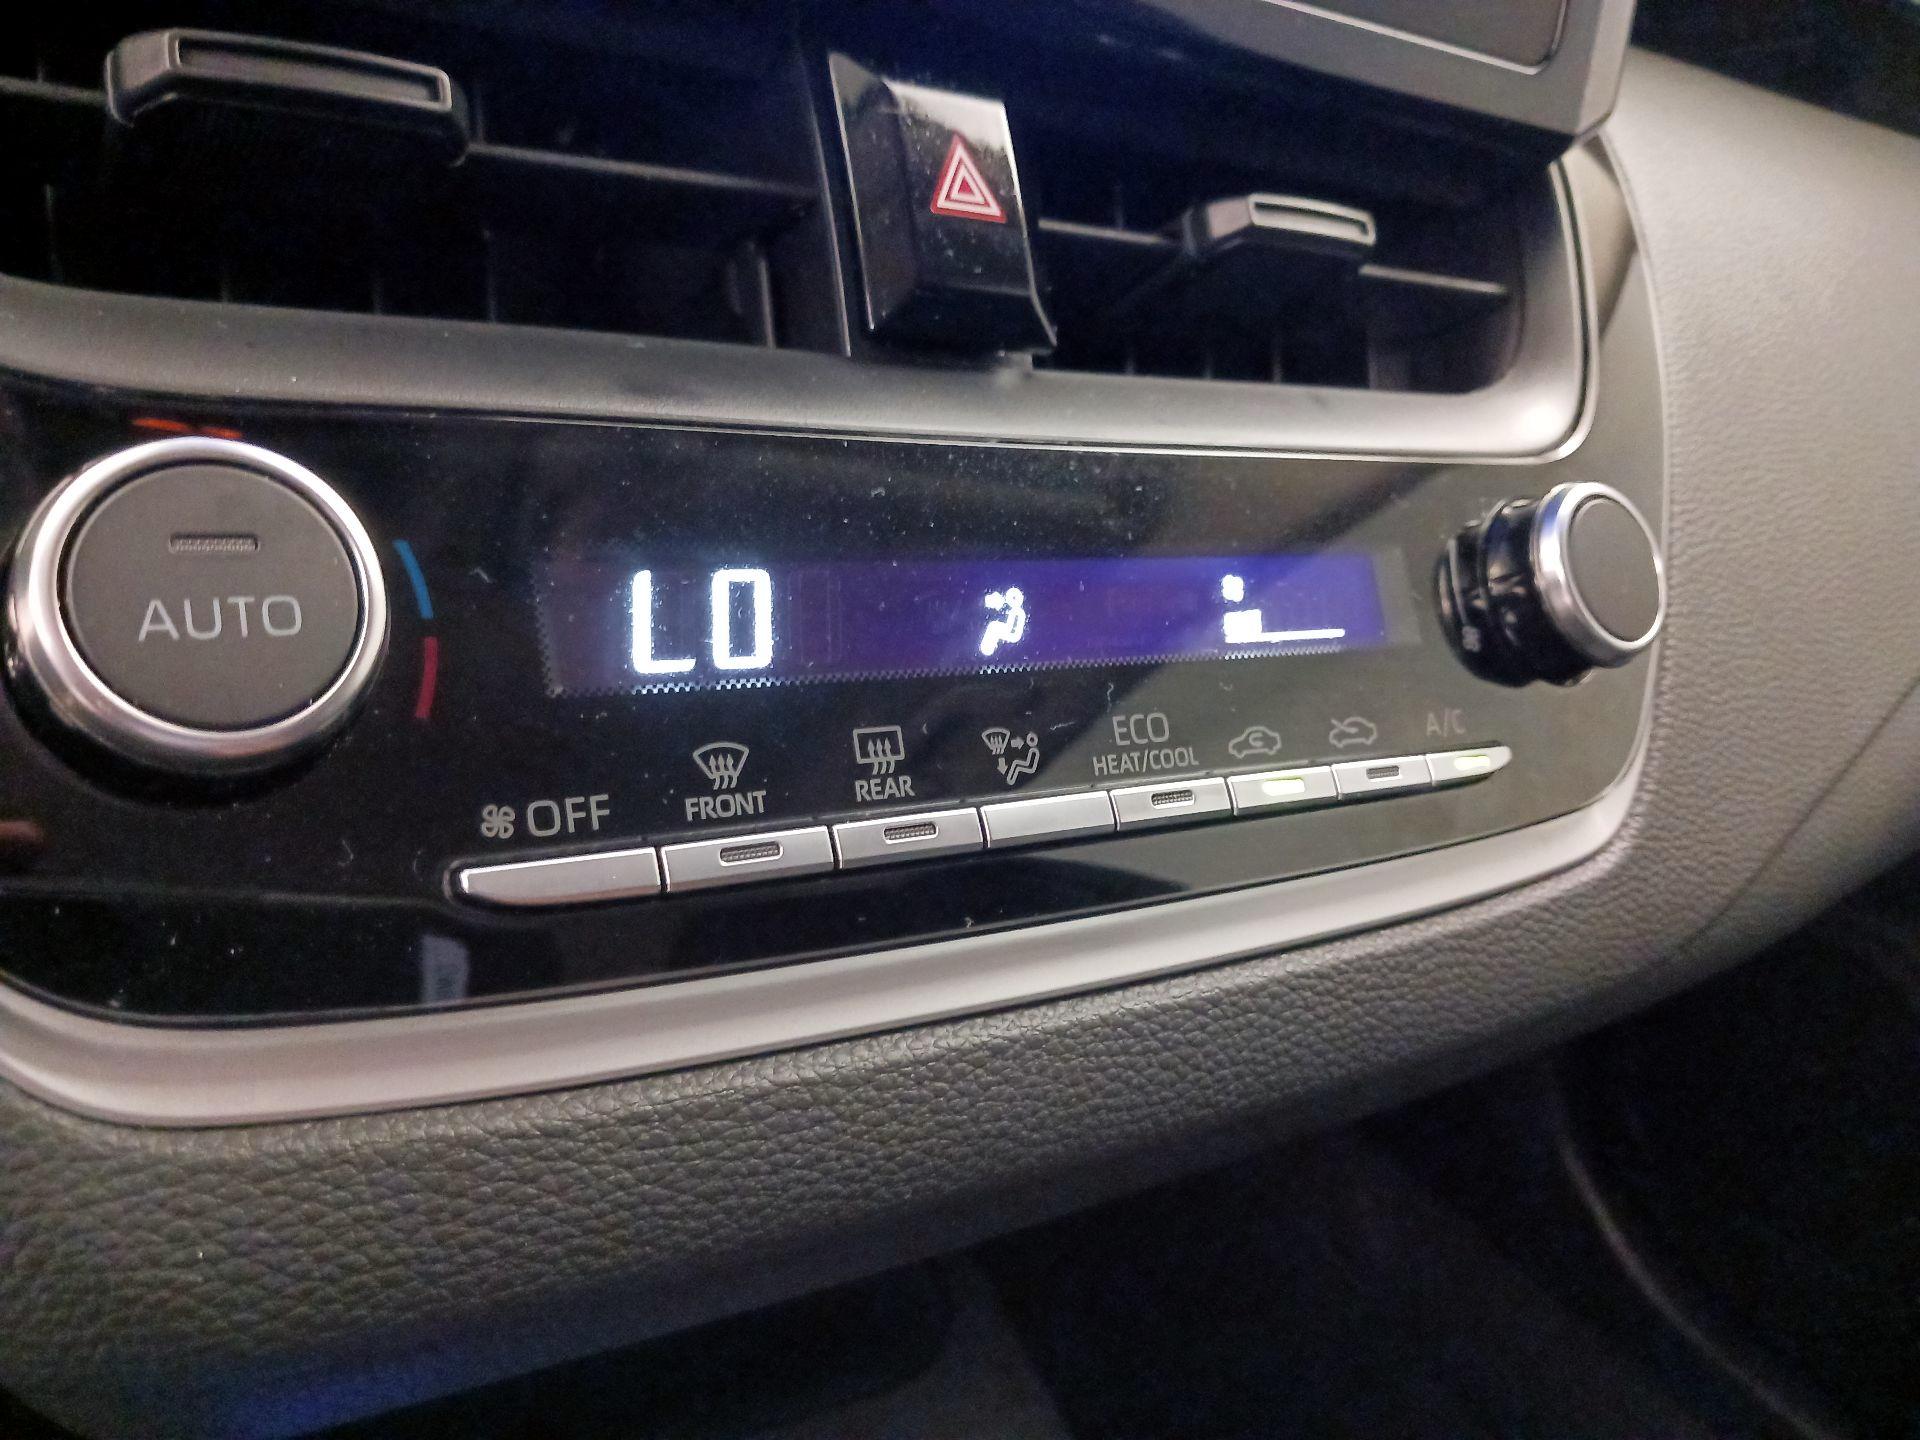 AUTO
LO
OFF
FRONT
REAR
ECO
HEAT/COOL
A/C